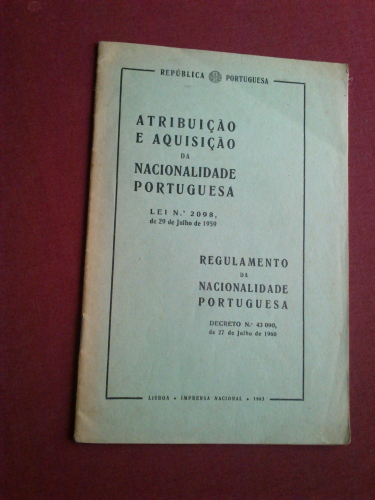 REPÚBLICA PORTUGUESA
ATRIBUIÇÃO
E AQUISIÇÃO
DA
NACIONALIDADE
PORTUGUESA
LEI N.º 2098,
de 29 de Julho de 1959
REGULAMENTO
DA
NACIONALIDADE
PORTUGUESA
DECRETO N.º 43 090,
de 27 de Julho de 1960
LISBOA • IMPRENSA NACIONAL • 1963